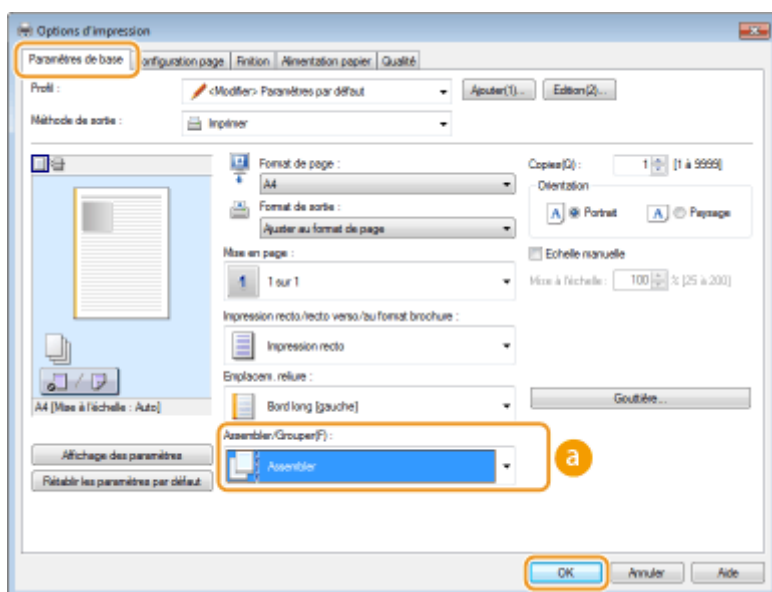 Options d'impression
Paramètres de base
Configuration page
Finition
Alimentation papier
Qualité
Profil :
<Modifier> Paramètres par défaut
Ajouter(1)...
Edition(2)...
Méthode de sortie :
Imprimer
Format de page :
A4
Copies(Q) :
1
[1 à 9999]
Format de sortie :
Ajuster au format de page
Orientation
A
Portrait
A
Paysage
Mise en page :
1
1 sur 1
Echelle manuelle
Mise à l'échelle :
100
% [25 à 200]
Impression recto/recto verso/au format brochure :
Impression recto
Emplacem. reliure :
Bord long [gauche]
Gouttière...
A4 [Mise à l'échelle : Auto]
Assembler/Grouper(F) :
Assembler
a
Affichage des paramètres
Rétablir les paramètres par défaut
OK
Annuler
Aide